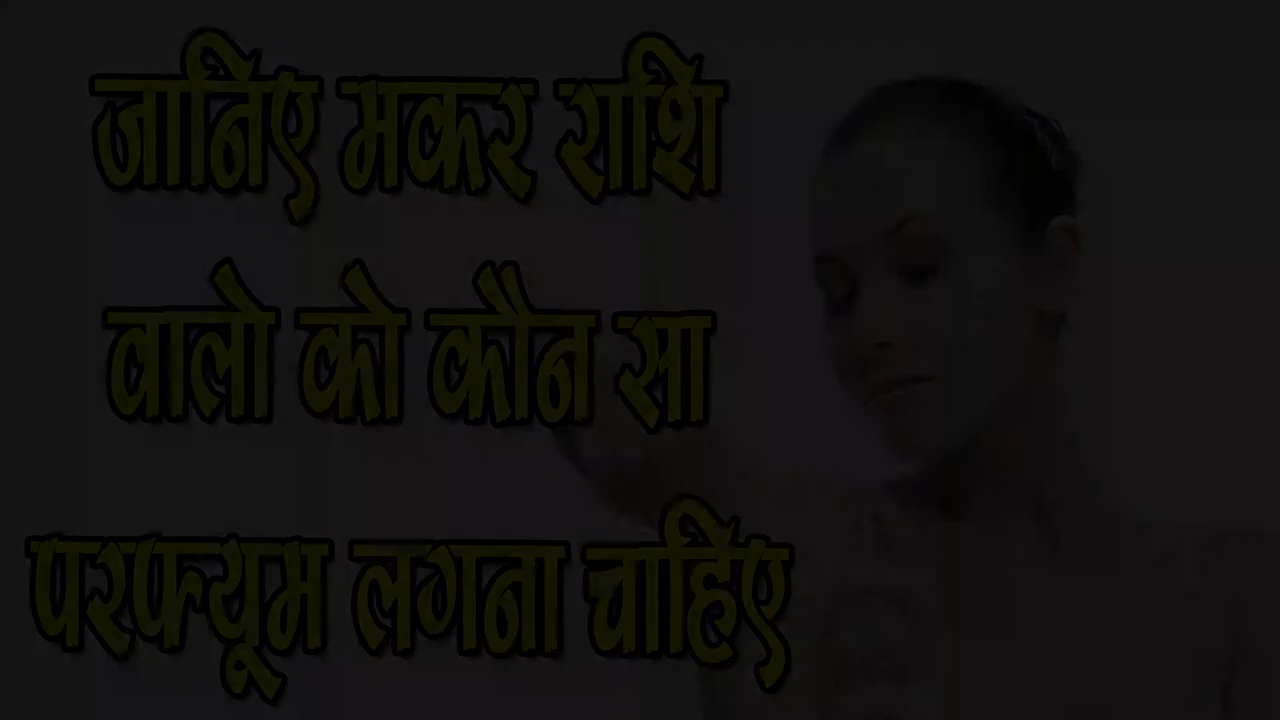 जानिए मकर राशि
वालो को कौन सा
परफ्यूम लगना चाहिए